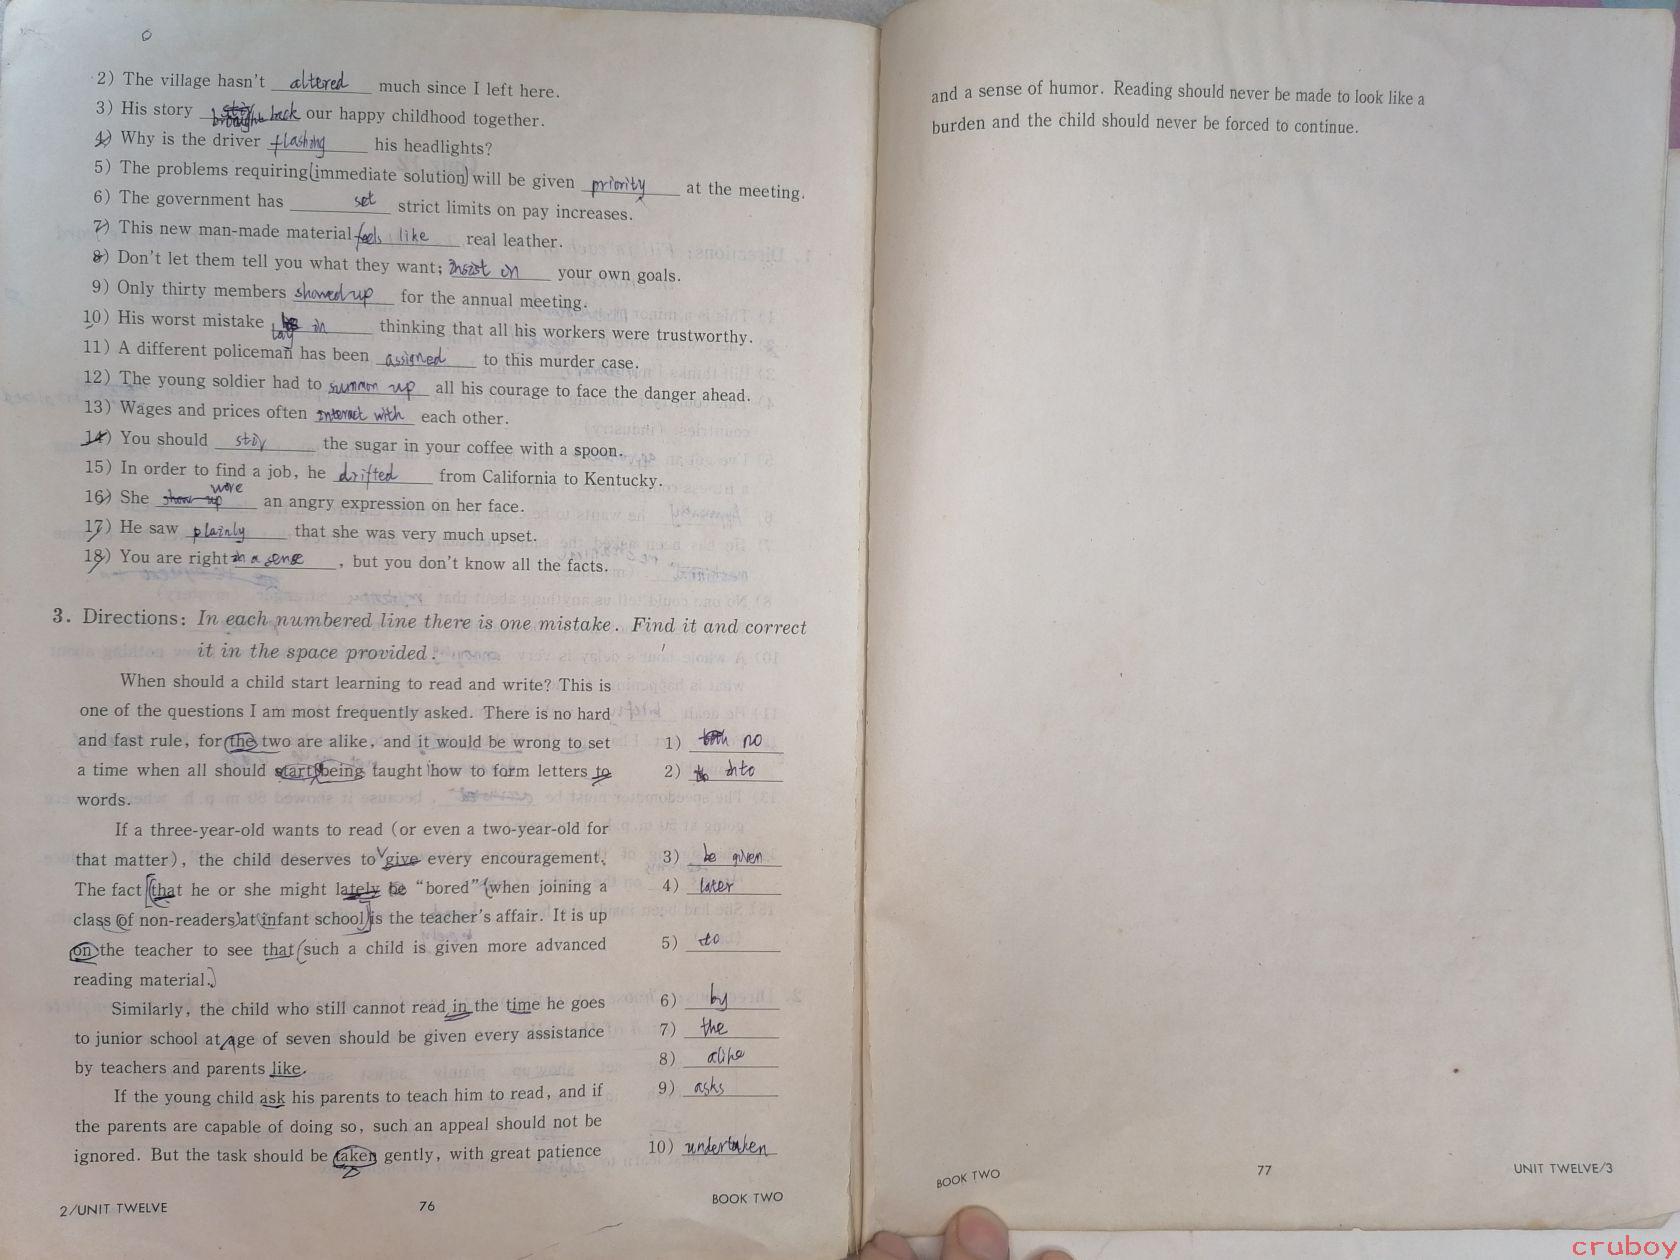 2) The village hasn't altered much since I left here.
3) His story brought back our happy childhood together.
4) Why is the driver flashing his headlights?
5) The problems requiring immediate solution will be given priority at the meeting.
6) The government has set strict limits on pay increases.
7) This new man-made material feels like real leather.
8) Don't let them tell you what they want; insist on your own goals.
9) Only thirty members showed up for the annual meeting.
10) His worst mistake lay in thinking that all his workers were trustworthy.
11) A different policeman has been assigned to this murder case.
12) The young soldier had to summon up all his courage to face the danger ahead.
13) Wages and prices often interact with each other.
14) You should stir the sugar in your coffee with a spoon.
15) In order to find a job, he drifted from California to Kentucky.
16) She wore an angry expression on her face.
17) He saw plainly that she was very much upset.
18) You are right in a sense, but you don't know all the facts.
3. Directions: In each numbered line there is one mistake. Find it and correct
it in the space provided.
When should a child start learning to read and write? This is
one of the questions I am most frequently asked. There is no hard
and fast rule, for the two are alike, and it would be wrong to set 1) no
a time when all should start being taught how to form letters to 2) into
words.
If a three-year-old wants to read (or even a two-year-old for
that matter), the child deserves to give every encouragement. 3) be given
The fact that he or she might lately be "bored" when joining a 4) later
class of non-readers at infant school is the teacher's affair. It is up
on the teacher to see that such a child is given more advanced 5) to
reading material.
Similarly, the child who still cannot read in the time he goes 6) by
to junior school at age of seven should be given every assistance 7) the
by teachers and parents like. 8) alike
If the young child ask his parents to teach him to read, and if 9) asks
the parents are capable of doing so, such an appeal should not be
ignored. But the task should be taken gently, with great patience 10) undertaken
2/UNIT TWELVE 76 BOOK TWO
and a sense of humor. Reading should never be made to look like a
burden and the child should never be forced to continue.
BOOK TWO 77 UNIT TWELVE/3
cruboy